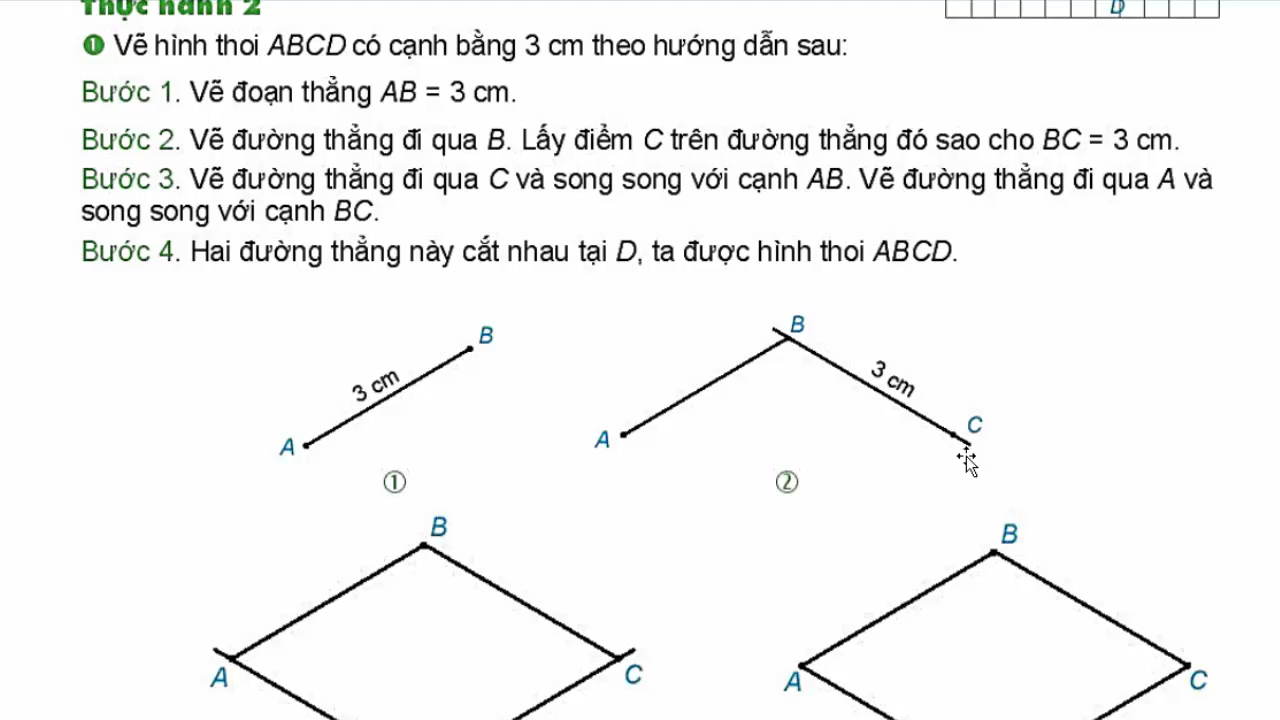 Thực hành 2
D
❶ Vẽ hình thoi ABCD có cạnh bằng 3 cm theo hướng dẫn sau:
Bước 1. Vẽ đoạn thẳng AB = 3 cm.
Bước 2. Vẽ đường thẳng đi qua B. Lấy điểm C trên đường thẳng đó sao cho BC = 3 cm.
Bước 3. Vẽ đường thẳng đi qua C và song song với cạnh AB. Vẽ đường thẳng đi qua A và
song song với cạnh BC.
Bước 4. Hai đường thẳng này cắt nhau tại D, ta được hình thoi ABCD.
B
3 cm
A
B
3 cm
C
A
①
②
B
A
C
B
A
C